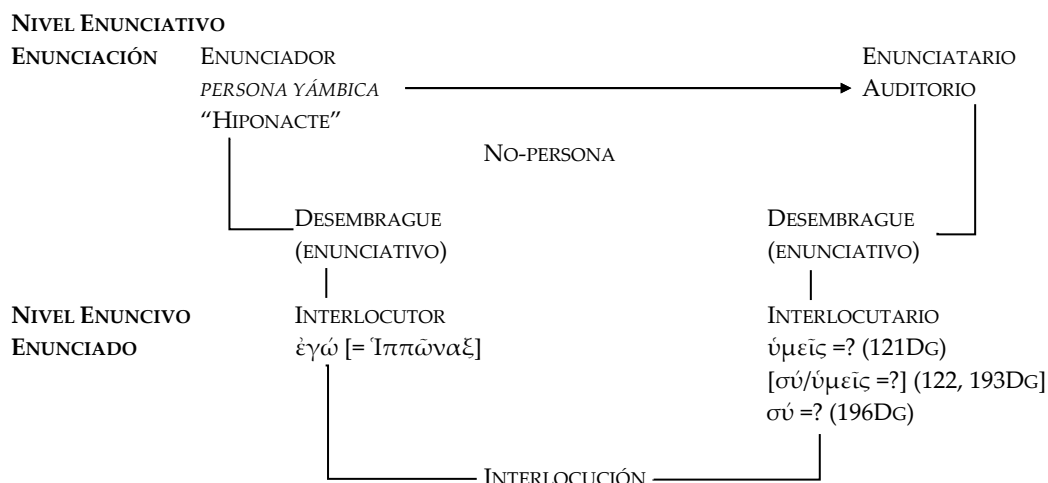 NIVEL ENUNCIATIVO
ENUNCIACIÓN ENUNCIADOR ENUNCIATARIO
PERSONA YÁMBICA AUDITORIO
“HIPONACTE”
NO-PERSONA
DESEMBRAGUE DESEMBRAGUE
(ENUNCIATIVO) (ENUNCIATIVO)
NIVEL ENUNCIVO INTERLOCUTOR INTERLOCUTARIO
ENUNCIADO ἐγώ [= Ἱππῶναξ] ὑμεῖς =? (121DG)
[σύ/ὑμεῖς =?] (122, 193DG]
σύ =? (196DG)
INTERLOCUCIÓN